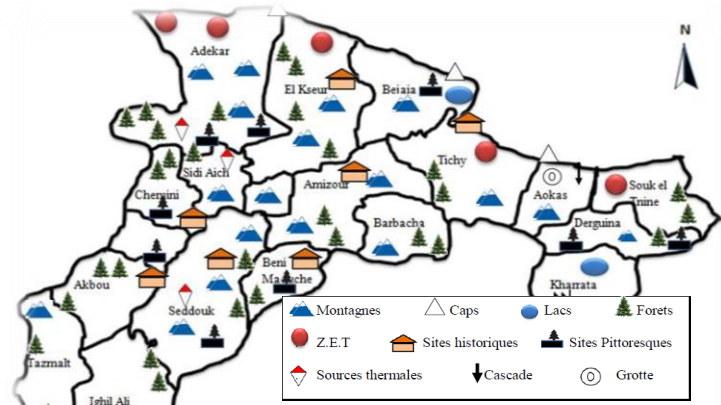 N
Adekar
El Kseur
Beiaia
Tichy
Sidi Aich
Chemini
Amizour
Aokas
Souk el
Tnine
Barbacha
Derguina
Beni
Akbou
Kharrata
Seddouk
Tazmalt
Ighil Ali
Montagnes
Caps
Lacs
Forets
Z.E.T
Sites historiques
Sites Pittoresques
Sources thermales
Cascade
Grotte